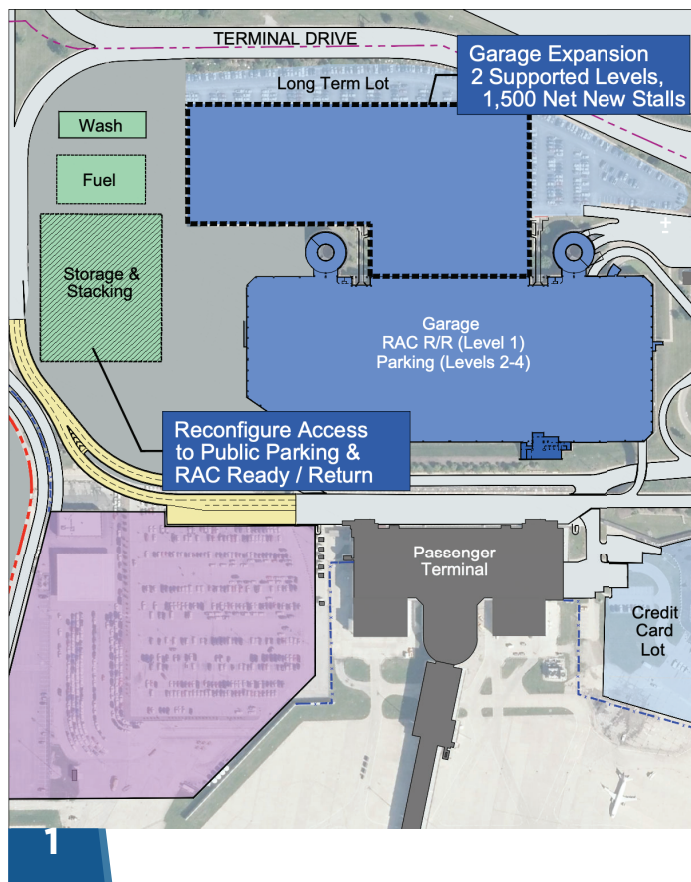 TERMINAL DRIVE
Garage Expansion
2 Supported Levels,
1,500 Net New Stalls
Long Term Lot
Wash
Fuel
Storage &
Stacking
Garage
RAC R/R (Level 1)
Parking (Levels 2-4)
Reconfigure Access
to Public Parking &
RAC Ready / Return
Passenger
Terminal
Credit
Card
Lot
1